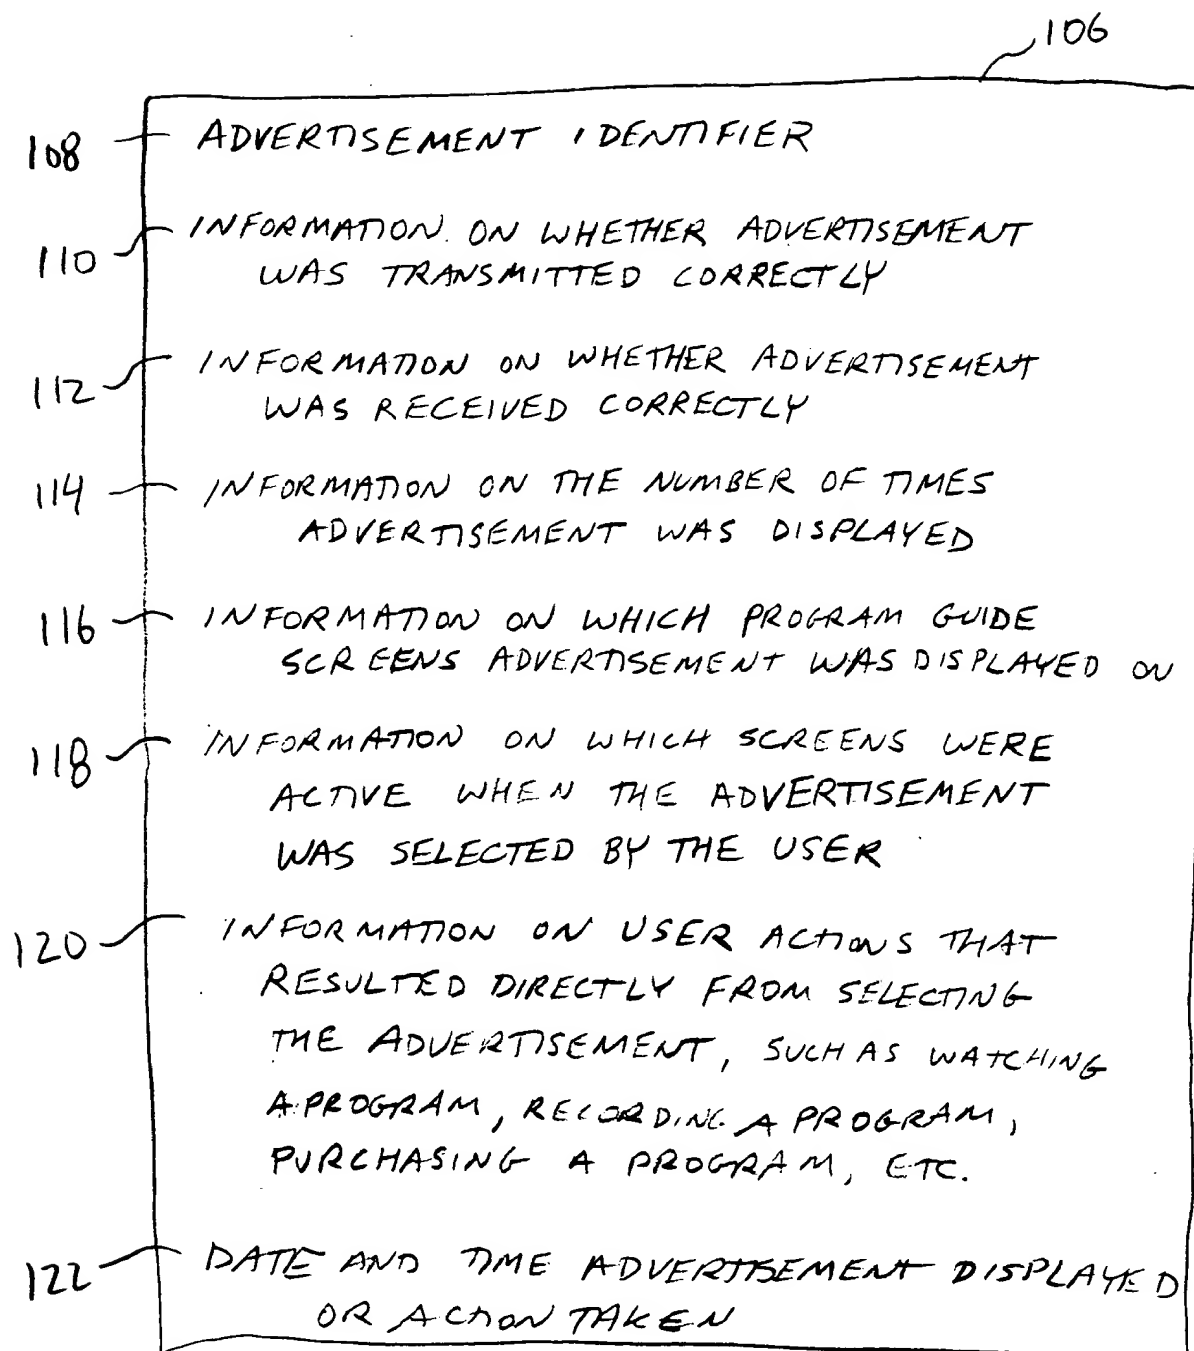 106
108 ADVERTISEMENT IDENTIFIER
110 INFORMATION ON WHETHER ADVERTISEMENT
WAS TRANSMITTED CORRECTLY
112 INFORMATION ON WHETHER ADVERTISEMENT
WAS RECEIVED CORRECTLY
114 INFORMATION ON THE NUMBER OF TIMES
ADVERTISEMENT WAS DISPLAYED
116 INFORMATION ON WHICH PROGRAM GUIDE
SCREENS ADVERTISEMENT WAS DISPLAYED ON
118 INFORMATION ON WHICH SCREENS WERE
ACTIVE WHEN THE ADVERTISEMENT
WAS SELECTED BY THE USER
120 INFORMATION ON USER ACTIONS THAT
RESULTED DIRECTLY FROM SELECTING
THE ADVERTISEMENT, SUCH AS WATCHING
A PROGRAM, RECORDING A PROGRAM,
PURCHASING A PROGRAM, ETC.
122 DATE AND TIME ADVERTISEMENT DISPLAYED
OR ACTION TAKEN